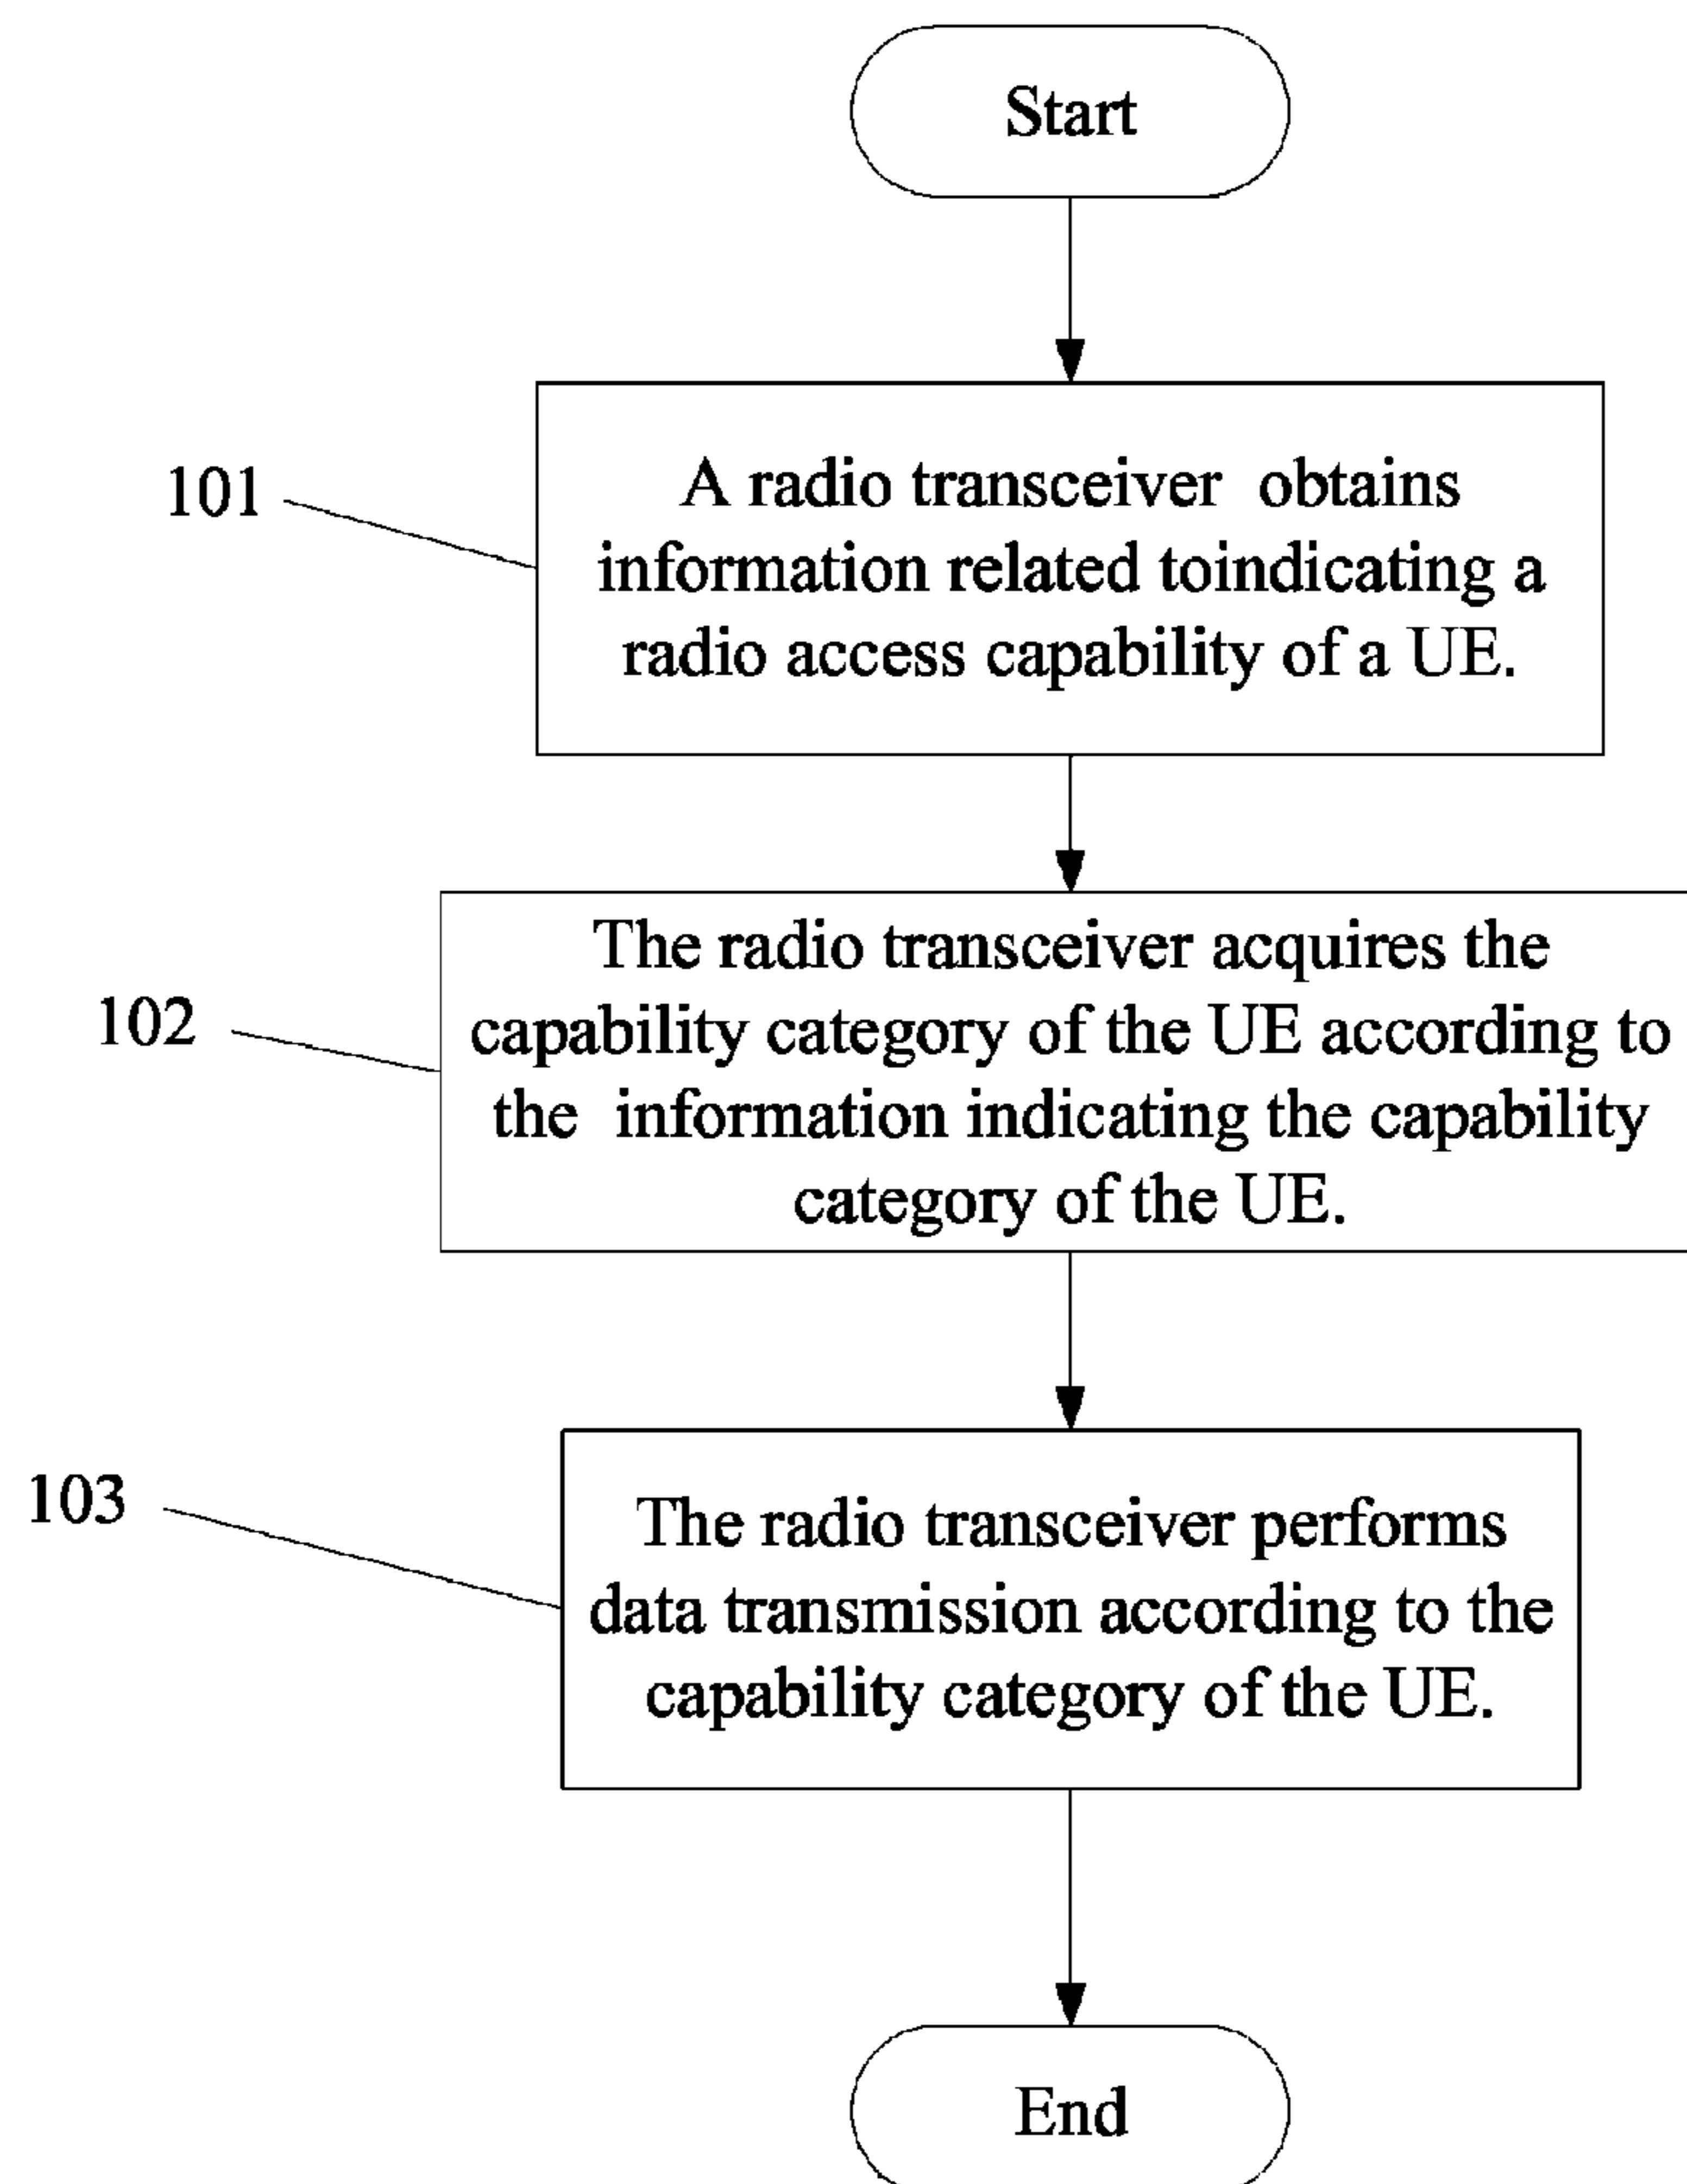 Start
101
A radio transceiver obtains
information related toindicating a
radio access capability of a UE.
102
The radio transceiver acquires the
capability category of the UE according to
the information indicating the capability
category of the UE.
103
The radio transceiver performs
data transmission according to the
capability category of the UE.
End